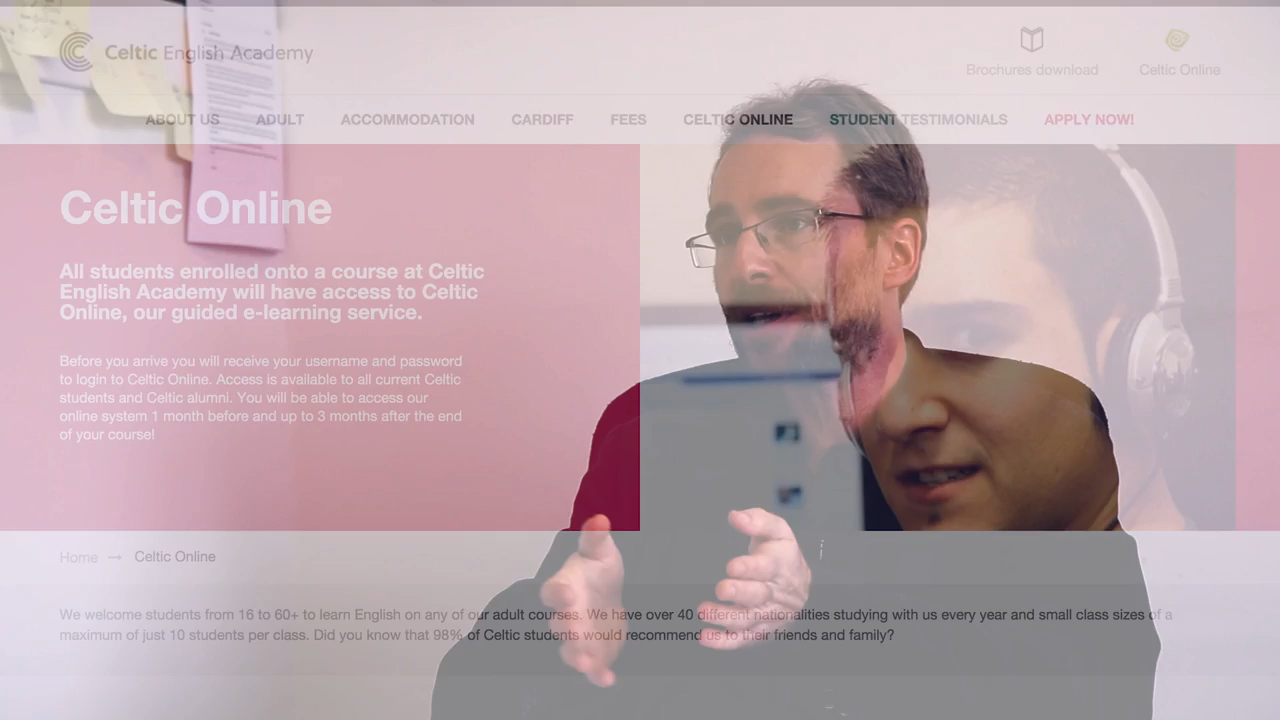 Celtic English Academy
Brochures download
Celtic Online
ABOUT US ADULT ACCOMMODATION CARDIFF FEES CELTIC ONLINE STUDENT TESTIMONIALS APPLY NOW!
Celtic Online
All students enrolled onto a course at Celtic
English Academy will have access to Celtic
Online, our guided e-learning service.
Before you arrive you will receive your username and password
to login to Celtic Online. Access is available to all current Celtic
students and Celtic alumni. You will be able to access our
online system 1 month before and up to 3 months after the end
of your course!
Home → Celtic Online
We welcome students from 16 to 60+ to learn English on any of our adult courses. We have over 40 different nationalities studying with us every year and small class sizes of a
maximum of just 10 students per class. Did you know that 98% of Celtic students would recommend us to their friends and family?